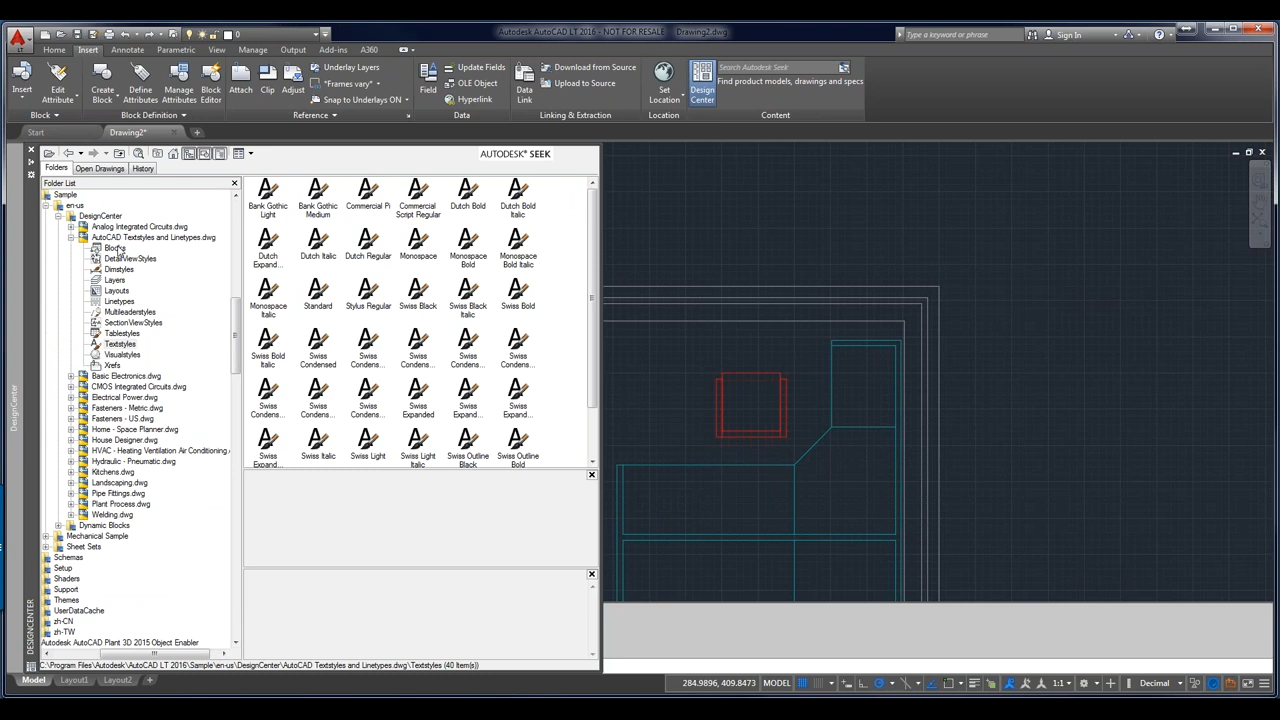 Autodesk AutoCAD LT 2016 - NOT FOR RESALE Drawing2.dwg
Type a keyword or phrase
Sign In
LT
0
Home Insert Annotate Parametric View Manage Output Add-ins A360
Insert
Edit Attribute
Create Block
Define Attributes
Manage Attributes
Block Editor
Attach
Clip
Adjust
Underlay Layers
*Frames vary*
Snap to Underlays ON
Field
Update Fields
OLE Object
Hyperlink
Data Link
Download from Source
Upload to Source
Set Location
Design Center
Search Autodesk Seek
Find product models, drawings and specs
Block Block Definition Reference Data Linking & Extraction Location Content
Start Drawing2*
AUTODESK® SEEK
Folders Open Drawings History
Folder List
Sample
en-us
DesignCenter
Analog Integrated Circuits.dwg
AutoCAD Textstyles and Linetypes.dwg
Blocks
DetailViewStyles
Dimstyles
Layers
Layouts
Linetypes
Multileaderstyles
SectionViewStyles
Tablestyles
Textstyles
Visualstyles
Xrefs
Basic Electronics.dwg
CMOS Integrated Circuits.dwg
Electrical Power.dwg
Fasteners - Metric.dwg
Fasteners - US.dwg
Home - Space Planner.dwg
House Designer.dwg
HVAC - Heating Ventilation Air Conditioning.
Hydraulic - Pneumatic.dwg
Kitchens.dwg
Landscaping.dwg
Pipe Fittings.dwg
Plant Process.dwg
Welding.dwg
Dynamic Blocks
Mechanical Sample
Sheet Sets
Schemas
Setup
Shaders
Support
Themes
UserDataCache
zh-CN
zh-TW
Autodesk AutoCAD Plant 3D 2015 Object Enabler
Bank Gothic Light
Bank Gothic Medium
Commercial Pi
Commercial Script Regular
Dutch Bold
Dutch Bold Italic
Dutch Expand...
Dutch Italic
Dutch Regular
Monospace
Monospace Bold
Monospace Bold Italic
Monospace Italic
Standard
Stylus Regular
Swiss Black
Swiss Black Italic
Swiss Bold
Swiss Bold Italic
Swiss Condensed
Swiss Condens...
Swiss Condens...
Swiss Condens...
Swiss Condens...
Swiss Condens...
Swiss Condens...
Swiss Condens...
Swiss Expanded
Swiss Expand...
Swiss Expand...
Swiss Expand...
Swiss Italic
Swiss Light
Swiss Light Italic
Swiss Outline Black
Swiss Outline Bold
DESIGNCENTER
DesignCenter
C:\Program Files\Autodesk\AutoCAD LT 2016\Sample\en-us\DesignCenter\AutoCAD Textstyles and Linetypes.dwg\Textstyles (40 Item(s))
Model Layout1 Layout2
284.9896, 409.8473 MODEL
1:1
Decimal